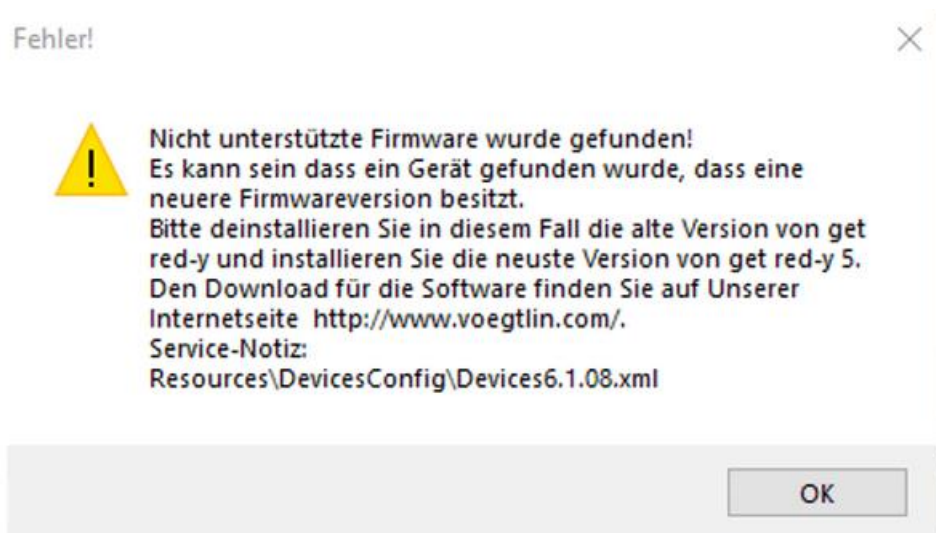 Fehler!
Nicht unterstützte Firmware wurde gefunden!
Es kann sein dass ein Gerät gefunden wurde, dass eine
neuere Firmwareversion besitzt.
Bitte deinstallieren Sie in diesem Fall die alte Version von get
red-y und installieren Sie die neuste Version von get red-y 5.
Den Download für die Software finden Sie auf Unserer
Internetseite  http://www.voegtlin.com/.
Service-Notiz:
Resources\DevicesConfig\Devices6.1.08.xml
OK